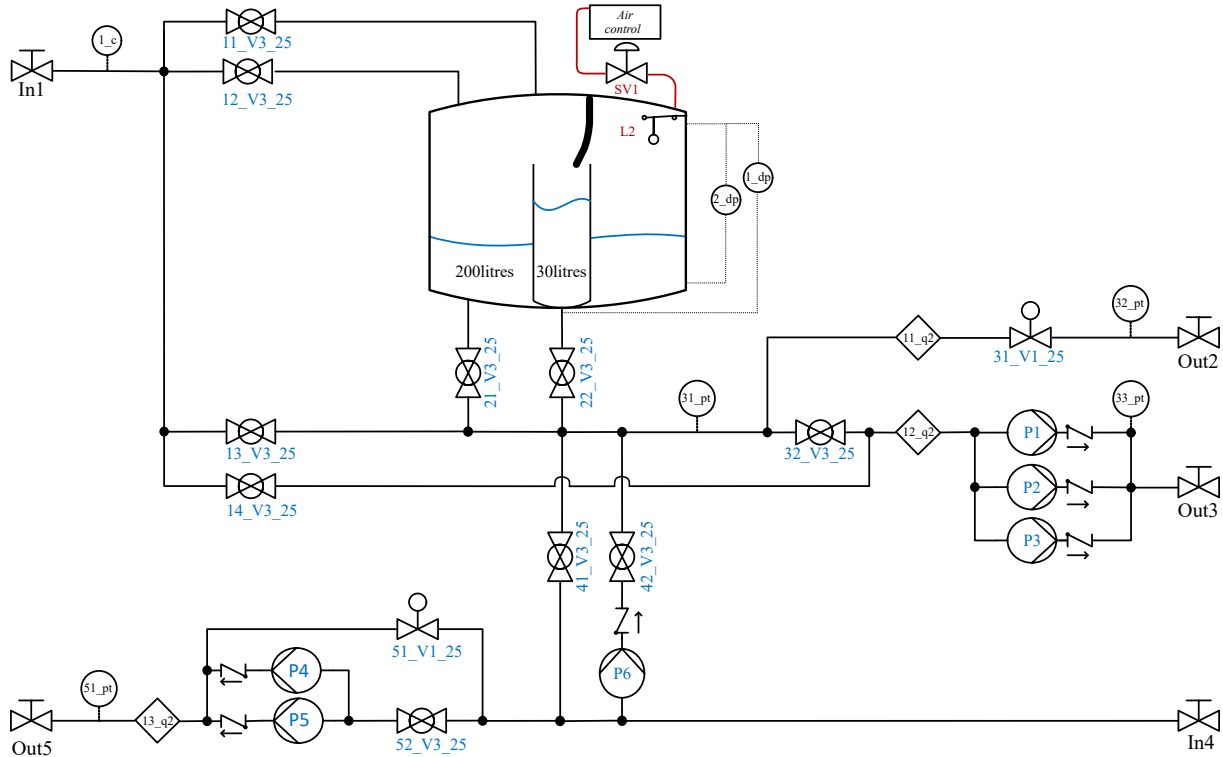 Air
control
1_c
11_V3_25
In1
12_V3_25
SV1
L2
1_dp
2_dp
200litres
30litres
32_pt
11_q2
31_V1_25
Out2
21_V3_25
22_V3_25
31_pt
33_pt
13_V3_25
32_V3_25
12_q2
P1
14_V3_25
P2
Out3
P3
41_V3_25
42_V3_25
51_V1_25
P4
P6
51_pt
13_q2
P5
Out5
52_V3_25
In4